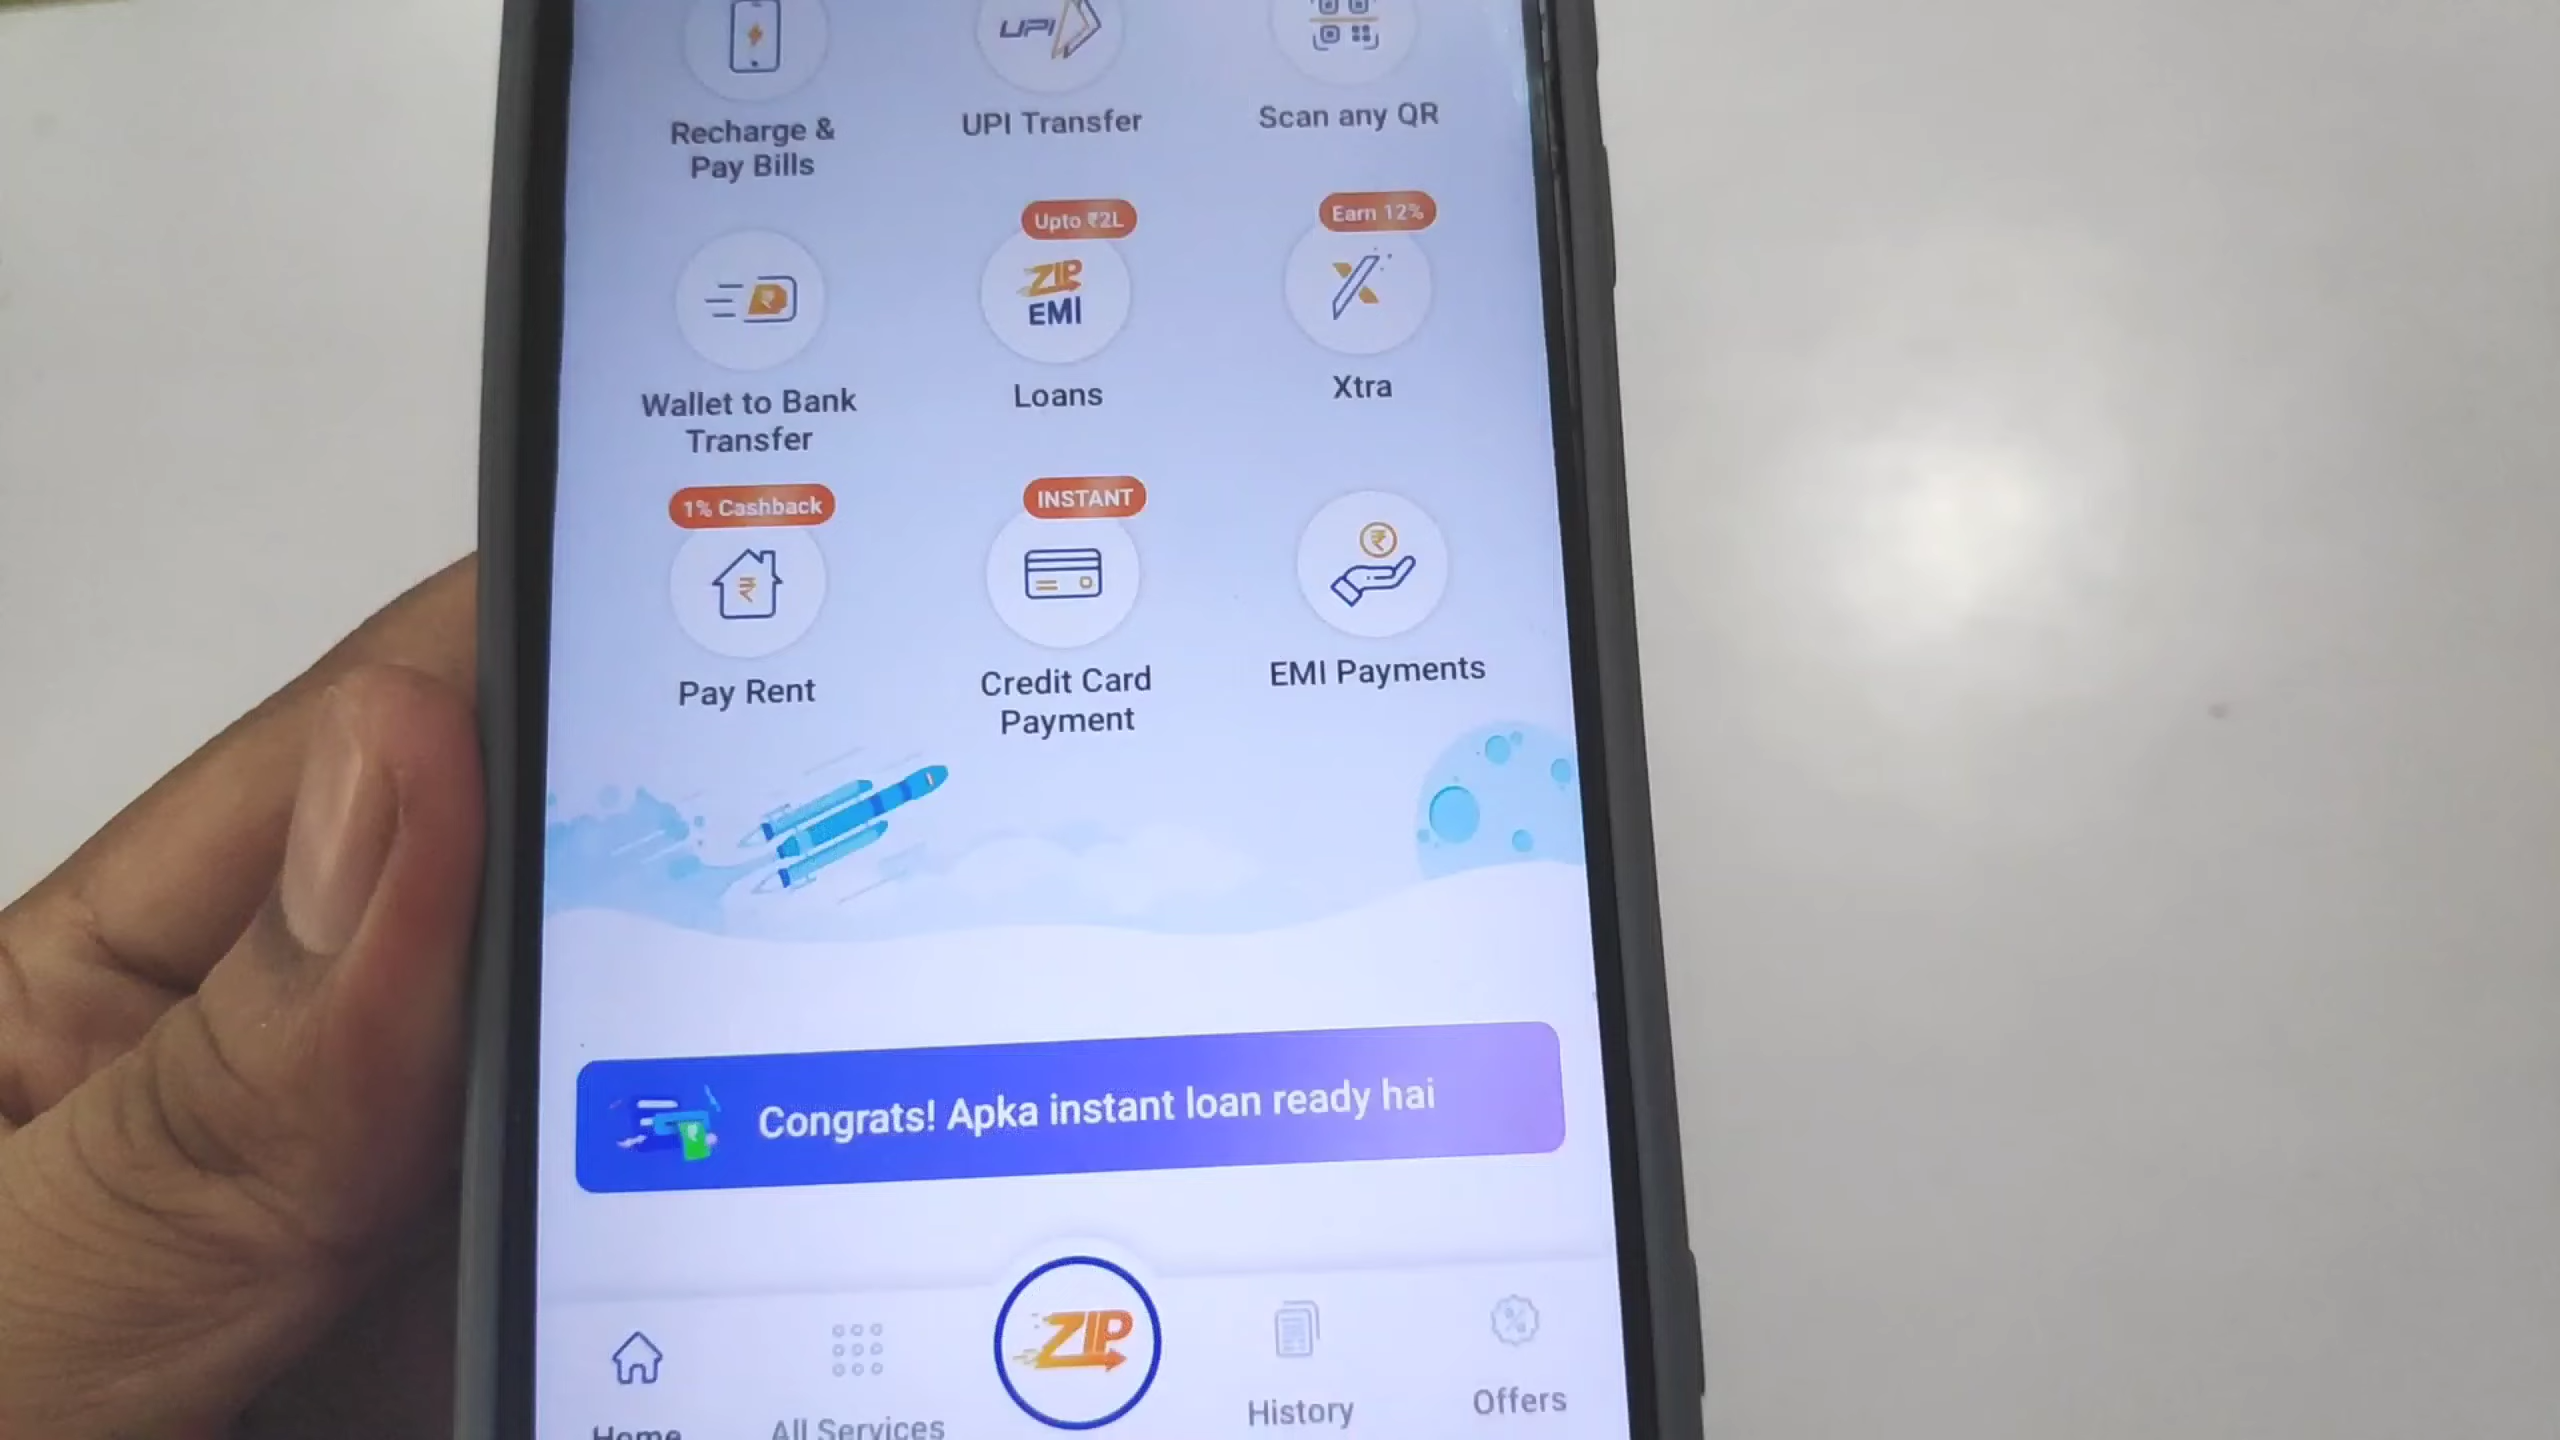 UPI
Recharge &
Pay Bills
UPI Transfer
Scan any QR
Upto ₹2L
Earn 12%
ZIP
EMI
Wallet to Bank
Transfer
Loans
Xtra
1% Cashback
INSTANT
Pay Rent
Credit Card
Payment
EMI Payments
Congrats! Apka instant loan ready hai
ZIP
Home
All Services
History
Offers